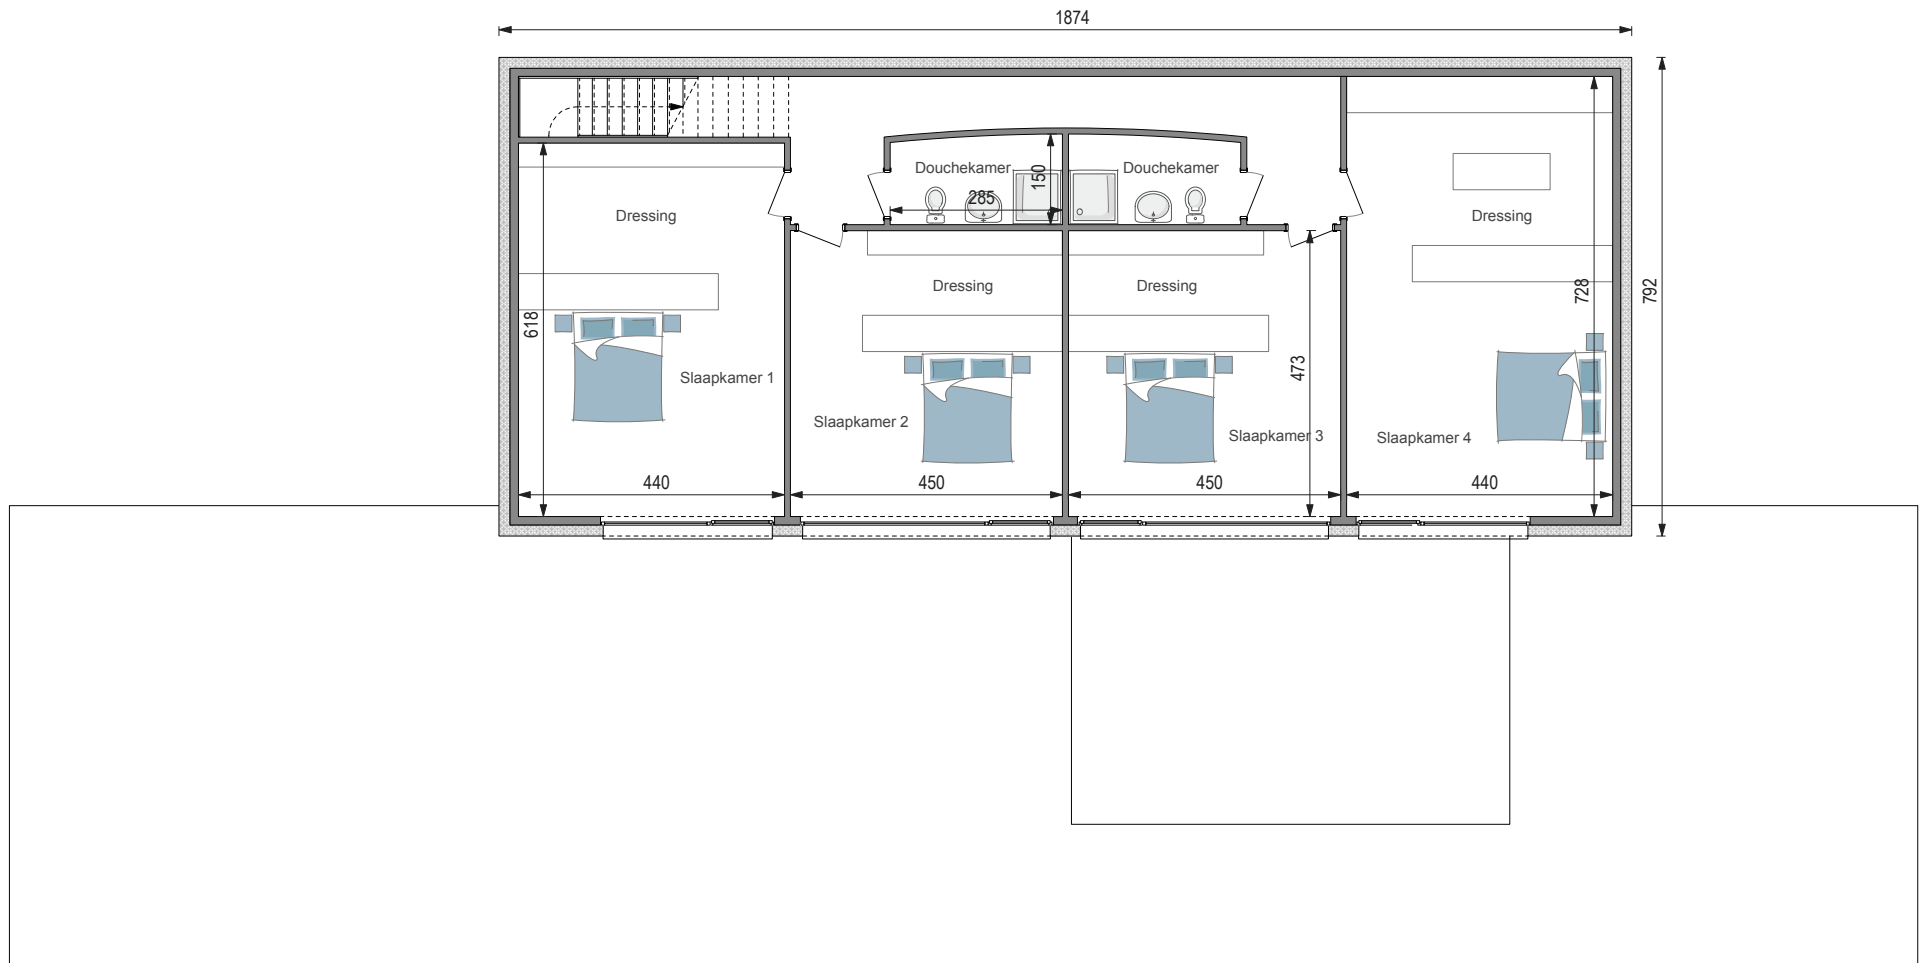 1874
Douchekamer
Douchekamer
150
285
Dressing
Dressing
Dressing
Dressing
618
728
792
473
Slaapkamer 1
Slaapkamer 2
Slaapkamer 3
Slaapkamer 4
440
450
450
440